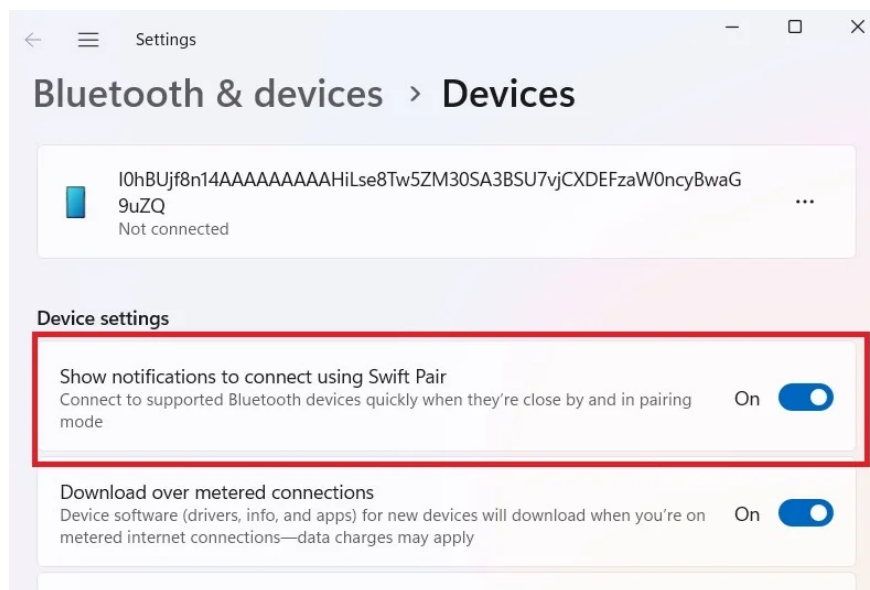 Settings
Bluetooth & devices > Devices
I0hBUjf8n14AAAAAAAAAHiLse8Tw5ZM30SA3BSU7vjCXDEFzaW0ncyBwaG
9uZQ
Not connected
Device settings
Show notifications to connect using Swift Pair
Connect to supported Bluetooth devices quickly when they’re close by and in pairing
mode
On
Download over metered connections
Device software (drivers, info, and apps) for new devices will download when you’re on
metered internet connections—data charges may apply
On